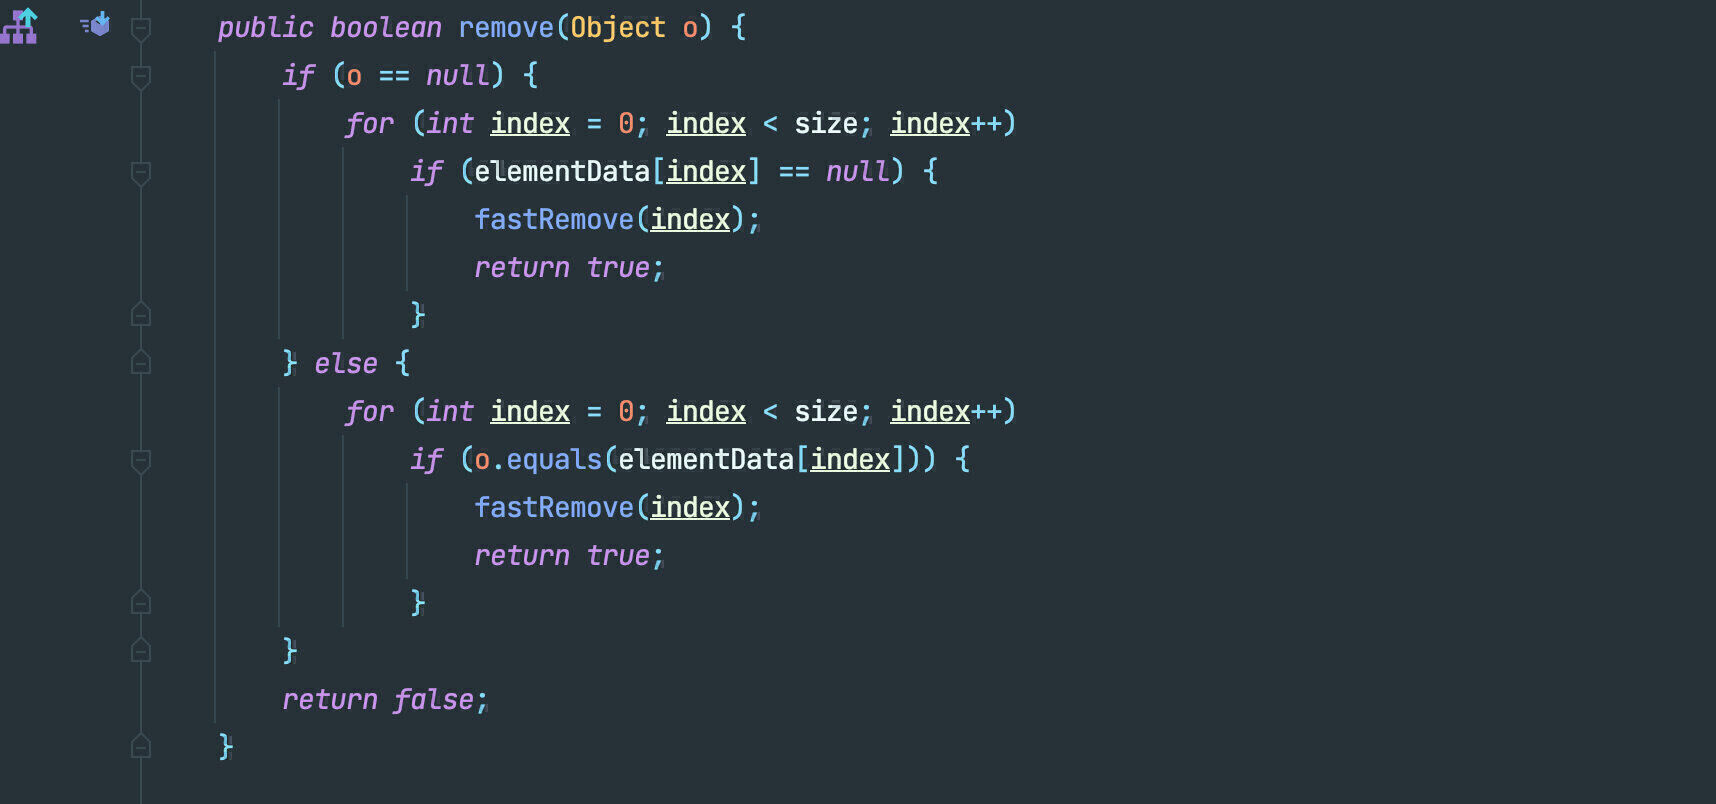 public boolean remove(Object o) {
if (o == null) {
for (int index = 0; index < size; index++)
if (elementData[index] == null) {
fastRemove(index);
return true;
}
} else {
for (int index = 0; index < size; index++)
if (o.equals(elementData[index])) {
fastRemove(index);
return true;
}
}
return false;
}